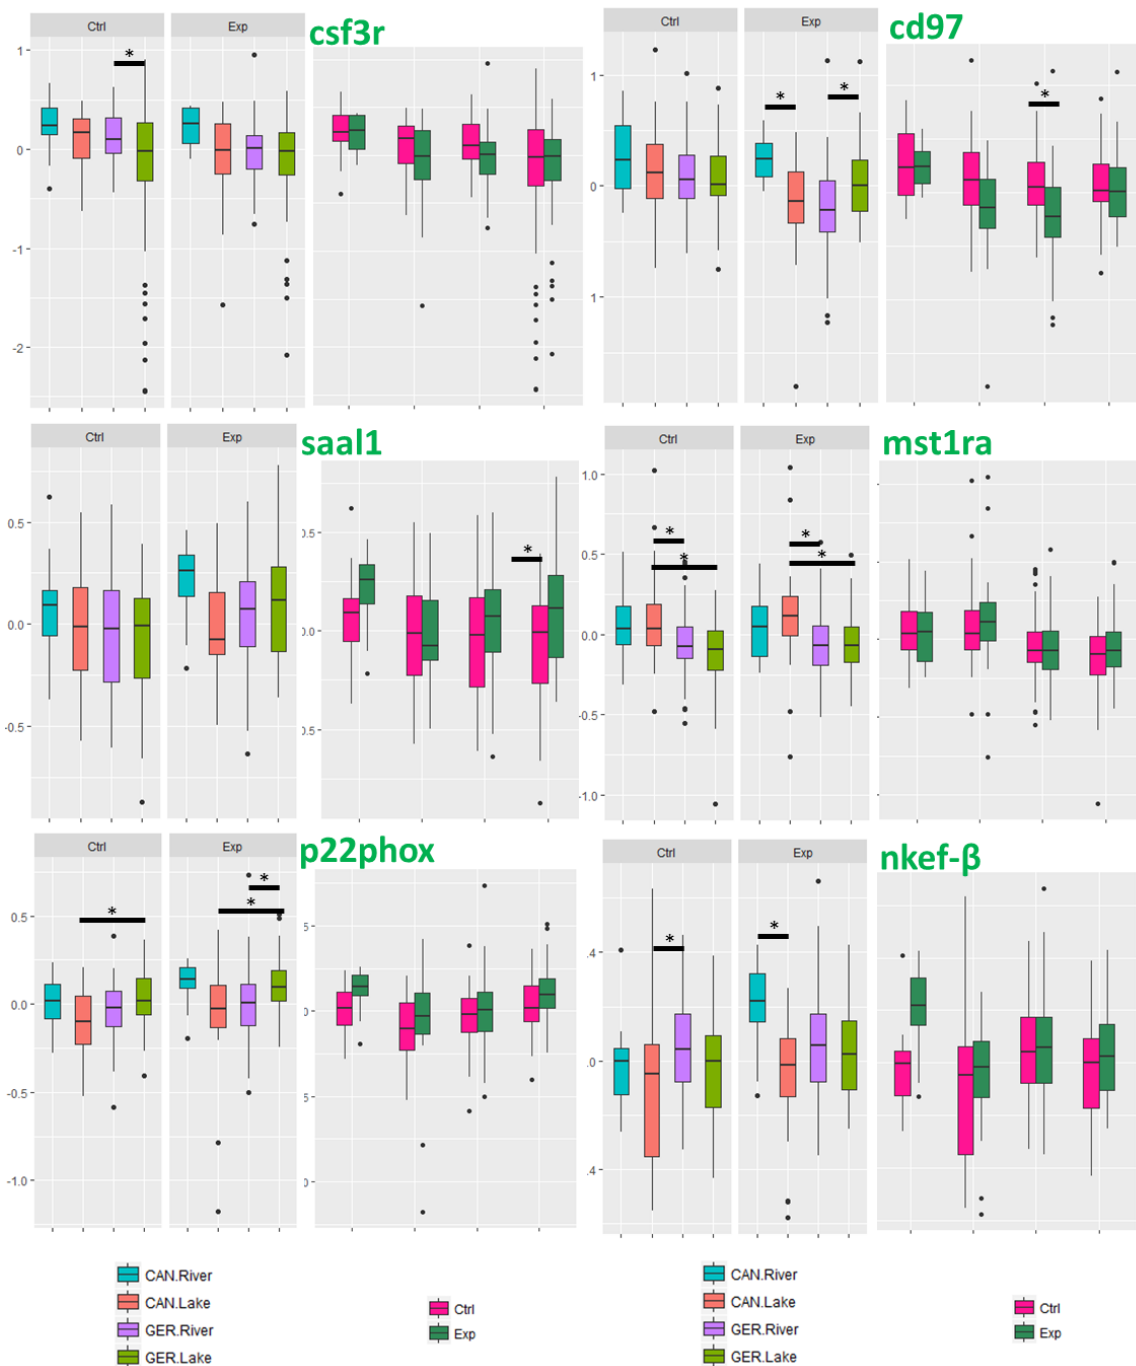 Ctrl Exp csf3r
1
0
-1
-2
*
Ctrl Exp cd97
1
0
1
* *
*
Ctrl Exp saal1
0.5
0.0
-0.5
0.5
0.0
0.5
*
Ctrl Exp mst1ra
1.0
0.5
0.0
-0.5
-1.0
* *
* *
Ctrl Exp p22phox
0.5
0.0
-0.5
-1.0
5
0
5
0
* * *
Ctrl Exp nkef-β
.4
.0
.4
* *
CAN.River
CAN.Lake
GER.River
GER.Lake
Ctrl
Exp
CAN.River
CAN.Lake
GER.River
GER.Lake
Ctrl
Exp